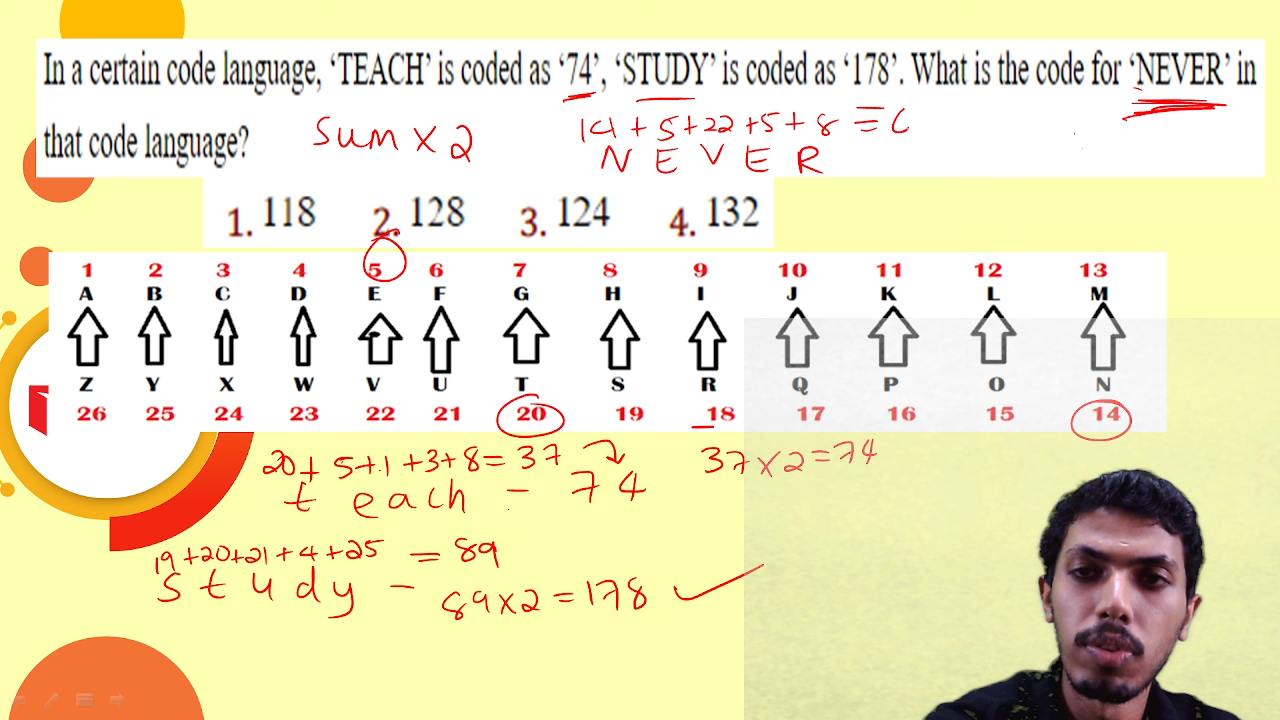 In a certain code language, ‘TEACH’ is coded as ‘74’, ‘STUDY’ is coded as ‘178’. What is the code for ‘NEVER’ in
that code language?
sum × 2
14 + 5 + 22 + 5 + 8 =
N E V E R
1. 118 2. 128 3. 124 4. 132
1 2 3 4 5 6 7 8 9 10 11 12 13
A B C D E F G H I J K L M
Z Y X W V U T S R Q P O N
26 25 24 23 22 21 20 19 18 17 16 15 14
20 + 5 + 1 + 3 + 8 = 37
t e a c h - 74
37 × 2 = 74
19 + 20 + 21 + 4 + 25 = 89
s t u d y - 89 × 2 = 178